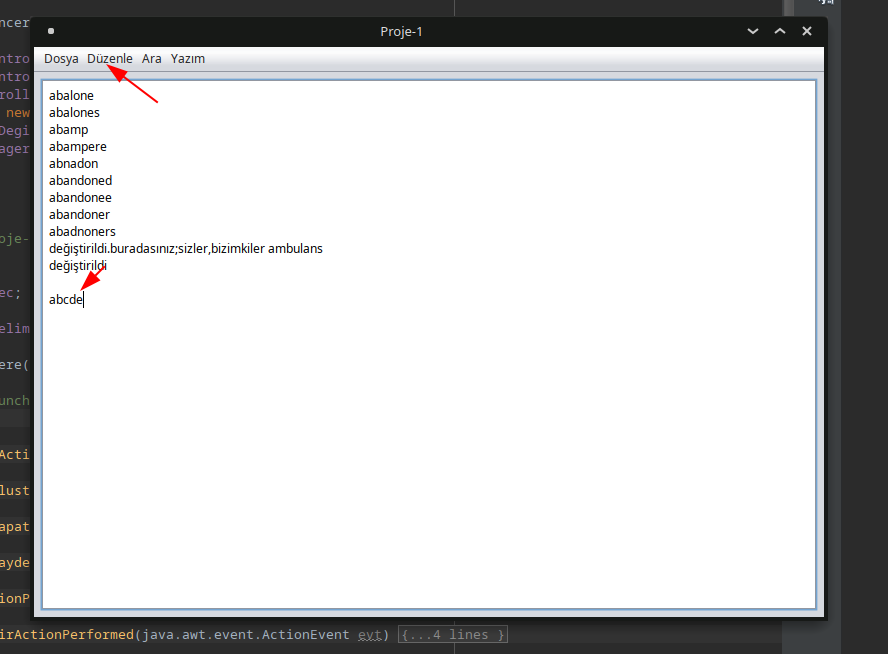 ncer
Proje-1
Dosya Düzenle Ara Yazım
ntro
ntro
roll
new
Degi
ager
oje-
ec;
elim
ere(
unch
Acti
lust
apat
ayde
ionP
abalone
abalones
abamp
abampere
abnadon
abandoned
abandonee
abandoner
abadnoners
değiştirildi.buradasınız;sizler,bizimkiler ambulans
değiştirildi
abcde
irActionPerformed(java.awt.event.ActionEvent evt) {...4 lines }